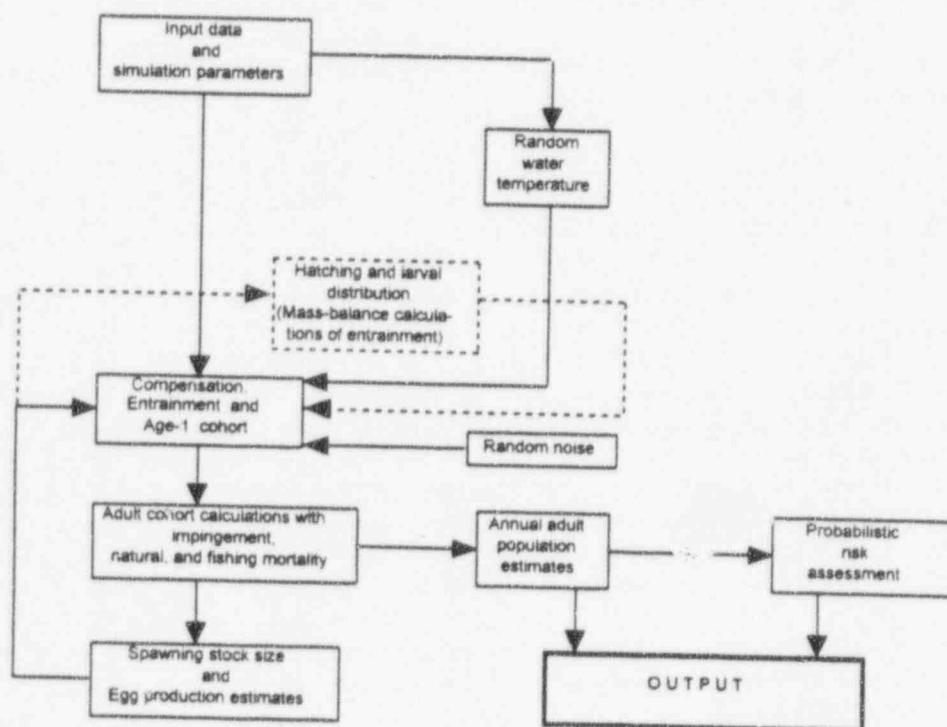 Input data
and
simulation parameters
Random
water
temperature
Hatching and larval
distribution
(Mass-balance calcula-
tions of entrainment)
Compensation,
Entrainment and
Age-1 cohort
Random noise
Adult cohort calculations with
impingement,
natural, and fishing mortality
Annual adult
population
estimates
Probabilistic
risk
assessment
Spawning stock size
and
Egg production estimates
OUTPUT